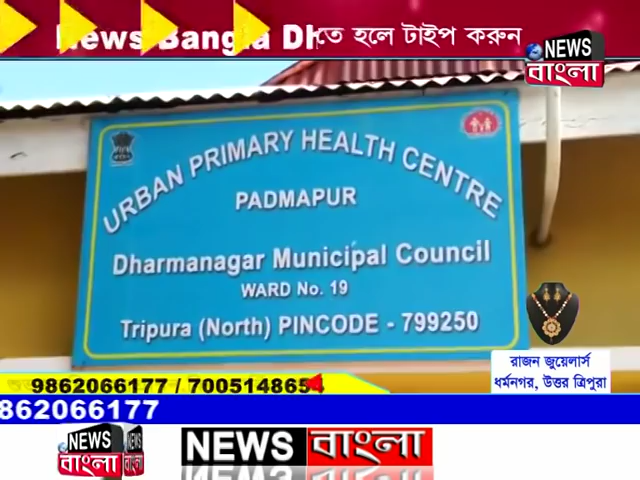 News Bangla Dh তে হলে টাইপ করুন
NEWS
বাংলা
URBAN PRIMARY HEALTH CENTRE
PADMAPUR
Dharmanagar Municipal Council
WARD No. 19
Tripura (North) PINCODE - 799250
রাজন জুয়েলার্স
ধর্মনগর, উত্তর ত্রিপুরা
9862066177 / 7005148654
862066177
NEWS
বাংলা
NEWS বাংলা